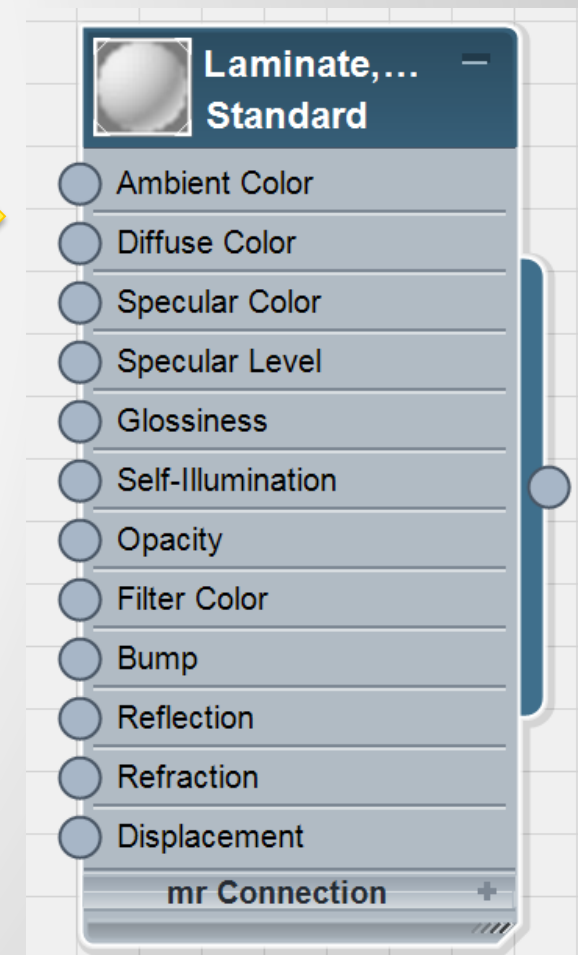 Laminate,...
Standard
Ambient Color
Diffuse Color
Specular Color
Specular Level
Glossiness
Self-Illumination
Opacity
Filter Color
Bump
Reflection
Refraction
Displacement
mr Connection